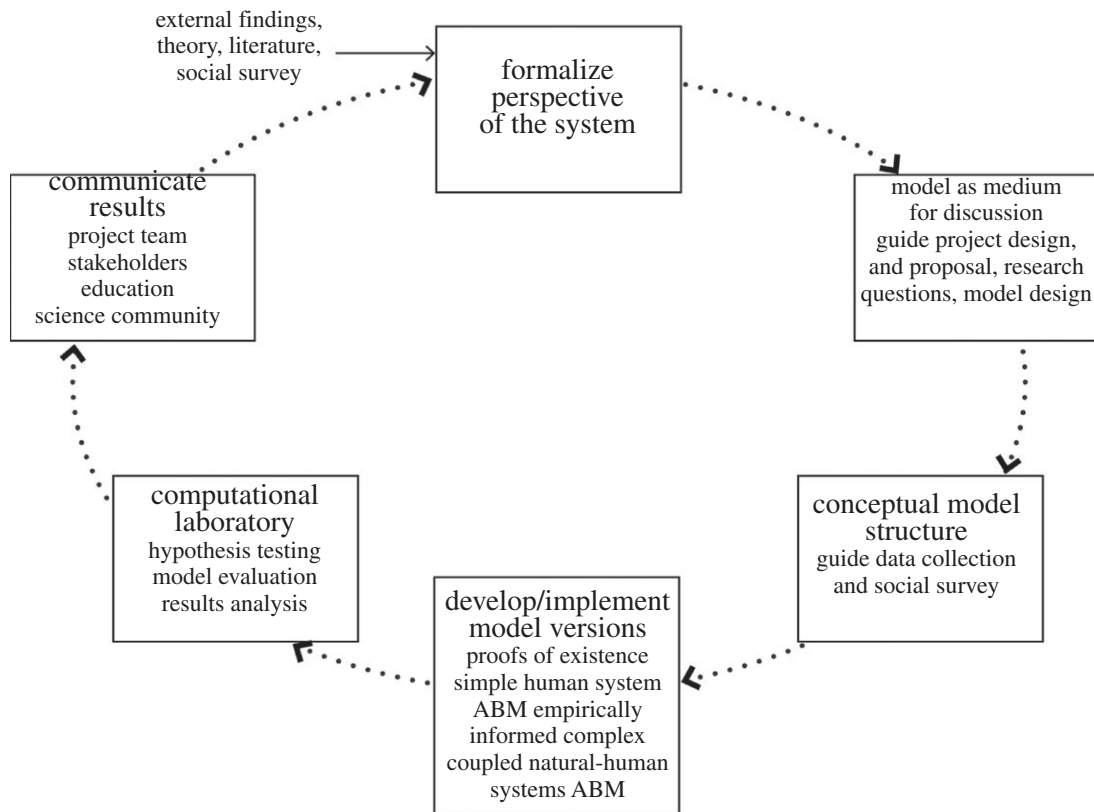 external findings,
theory, literature,
social survey
formalize
perspective
of the system
model as medium
for discussion
guide project design,
and proposal, research
questions, model design
conceptual model
structure
guide data collection
and social survey
develop/implement
model versions
proofs of existence
simple human system
ABM empirically
informed complex
coupled natural-human
systems ABM
computational
laboratory
hypothesis testing
model evaluation
results analysis
communicate
results
project team
stakeholders
education
science community